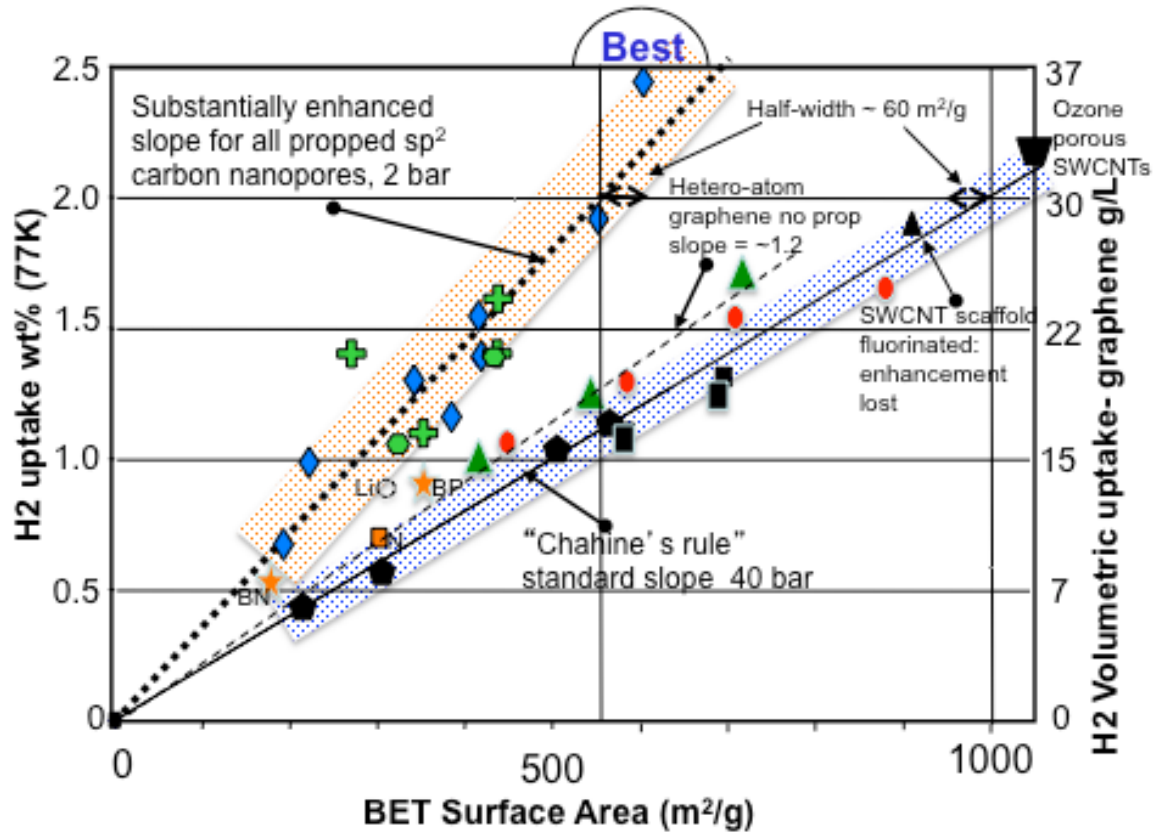 Best
2.5
2.0
1.5
1.0
0.5
0
H2 uptake wt% (77K)
Substantially enhanced
slope for all propped sp²
carbon nanopores, 2 bar
Half-width ~ 60 m²/g
Hetero-atom
graphene no prop
slope = ~1.2
37
30
22
15
7
0
Ozone
porous
SWCNTs
H2 Volumetric uptake- graphene g/L
SWCNT scaffold
fluorinated:
enhancement
lost
LiO
BP
N
BN
“Chahine’ s rule”
standard slope 40 bar
0
500
1000
BET Surface Area (m²/g)